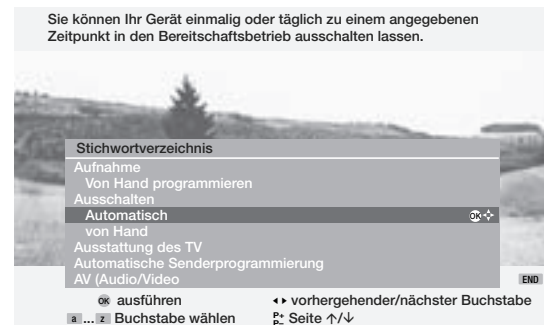 Sie können Ihr Gerät einmalig oder täglich zu einem angegebenen
Zeitpunkt in den Bereitschaftsbetrieb ausschalten lassen.
Stichwortverzeichnis
Aufnahme
Von Hand programmieren
Ausschalten
Automatisch OK
von Hand
Ausstattung des TV
Automatische Senderprogrammierung
AV (Audio/Video
END
OK ausführen
vorhergehender/nächster Buchstabe
a ... z Buchstabe wählen
P+ P– Seite ↑/↓